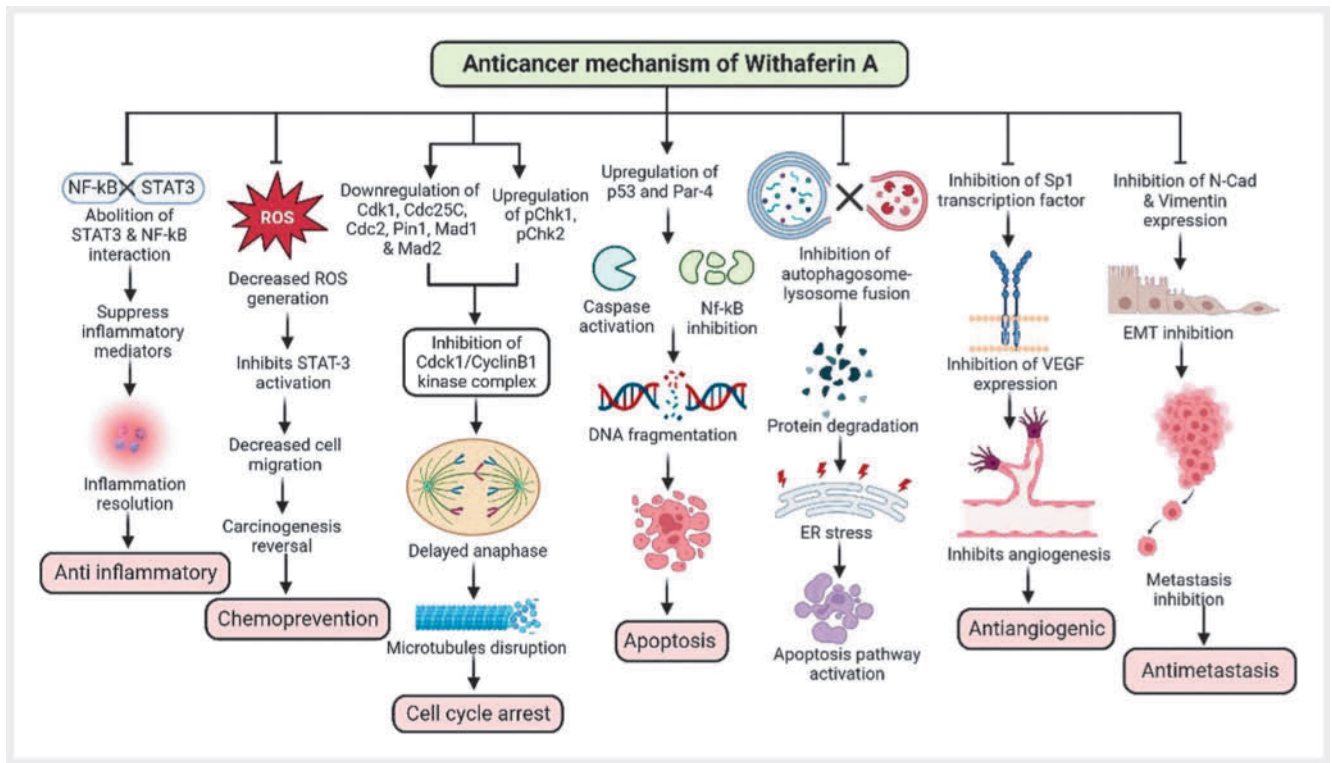 Anticancer mechanism of Withaferin A
NF-kB
STAT3
Abolition of
STAT3 & NF-kB
interaction
Suppress
inflammatory
mediators
Inflammation
resolution
Anti inflammatory
ROS
Decreased ROS
generation
Inhibits STAT-3
activation
Decreased cell
migration
Carcinogenesis
reversal
Chemoprevention
Downregulation of
Cdk1, Cdc25C,
Cdc2, Pin1, Mad1
& Mad2
Upregulation
of pChk1,
pChk2
Inhibition of
Cdck1/CyclinB1
kinase complex
Delayed anaphase
Microtubules disruption
Cell cycle arrest
Upregulation of
p53 and Par-4
Caspase
activation
Nf-kB
inhibition
DNA fragmentation
Apoptosis
Inhibition of
autophagosome-
lysosome fusion
Protein degradation
ER stress
Apoptosis pathway
activation
Inhibition of Sp1
transcription factor
Inhibition of VEGF
expression
Inhibits angiogenesis
Antiangiogenic
Inhibition of N-Cad
& Vimentin
expression
EMT inhibition
Metastasis
inhibition
Antimetastasis